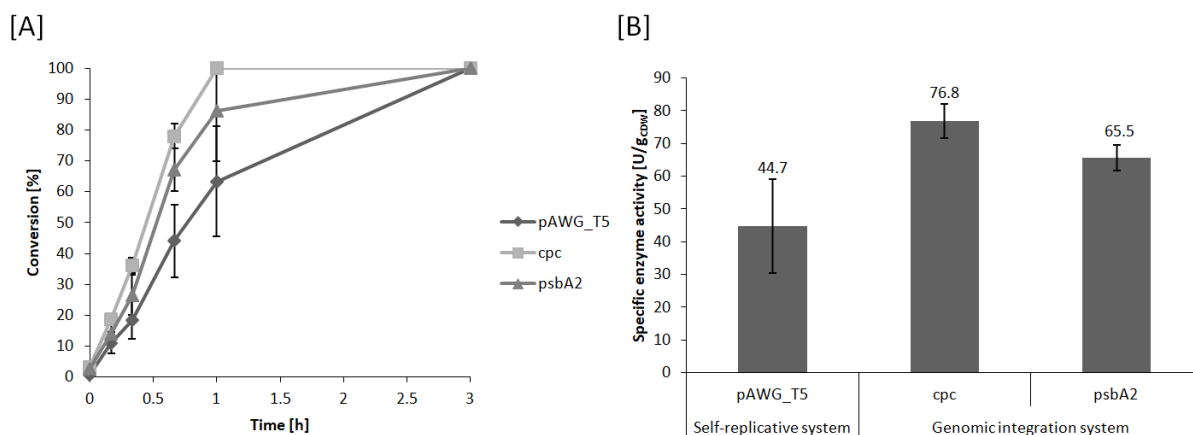 [A]
Conversion [%]
100
90
80
70
60
50
40
30
20
10
0
0 0.5 1 1.5 2 2.5 3
Time [h]
pAWG_T5
cpc
psbA2
[B]
Specific enzyme activity [U/gCDW]
90
80
70
60
50
40
30
20
10
0
44.7
76.8
65.5
pAWG_T5 cpc psbA2
Self-replicative system Genomic integration system